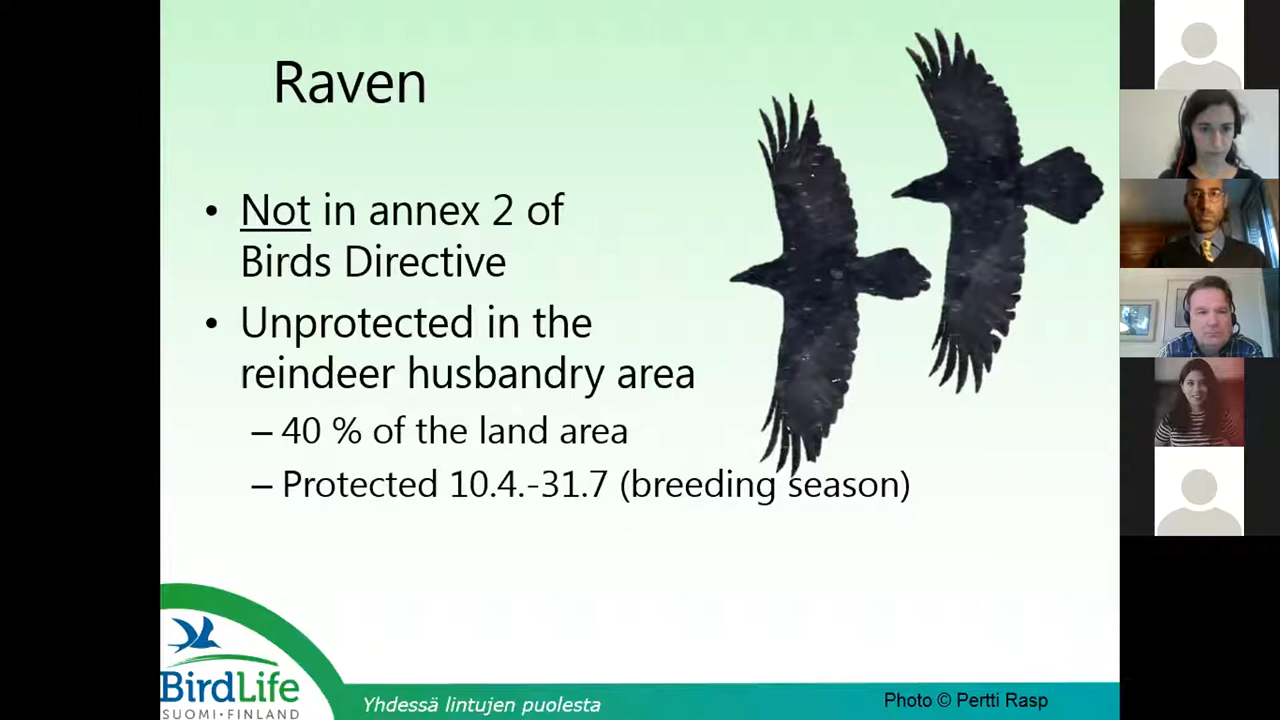 Raven
• Not in annex 2 of
Birds Directive
• Unprotected in the
reindeer husbandry area
– 40 % of the land area
– Protected 10.4.-31.7 (breeding season)
BirdLife
SUOMI•FINLAND
Yhdessä lintujen puolesta
Photo © Pertti Rasp